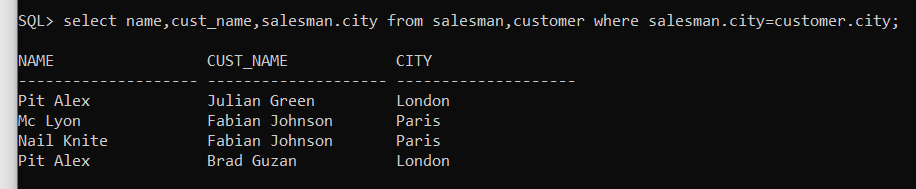 SQL> select name,cust_name,salesman.city from salesman,customer where salesman.city=customer.city;
NAME                 CUST_NAME            CITY
-------------------- -------------------- --------------------
Pit Alex             Julian Green         London
Mc Lyon              Fabian Johnson       Paris
Nail Knite           Fabian Johnson       Paris
Pit Alex             Brad Guzan           London